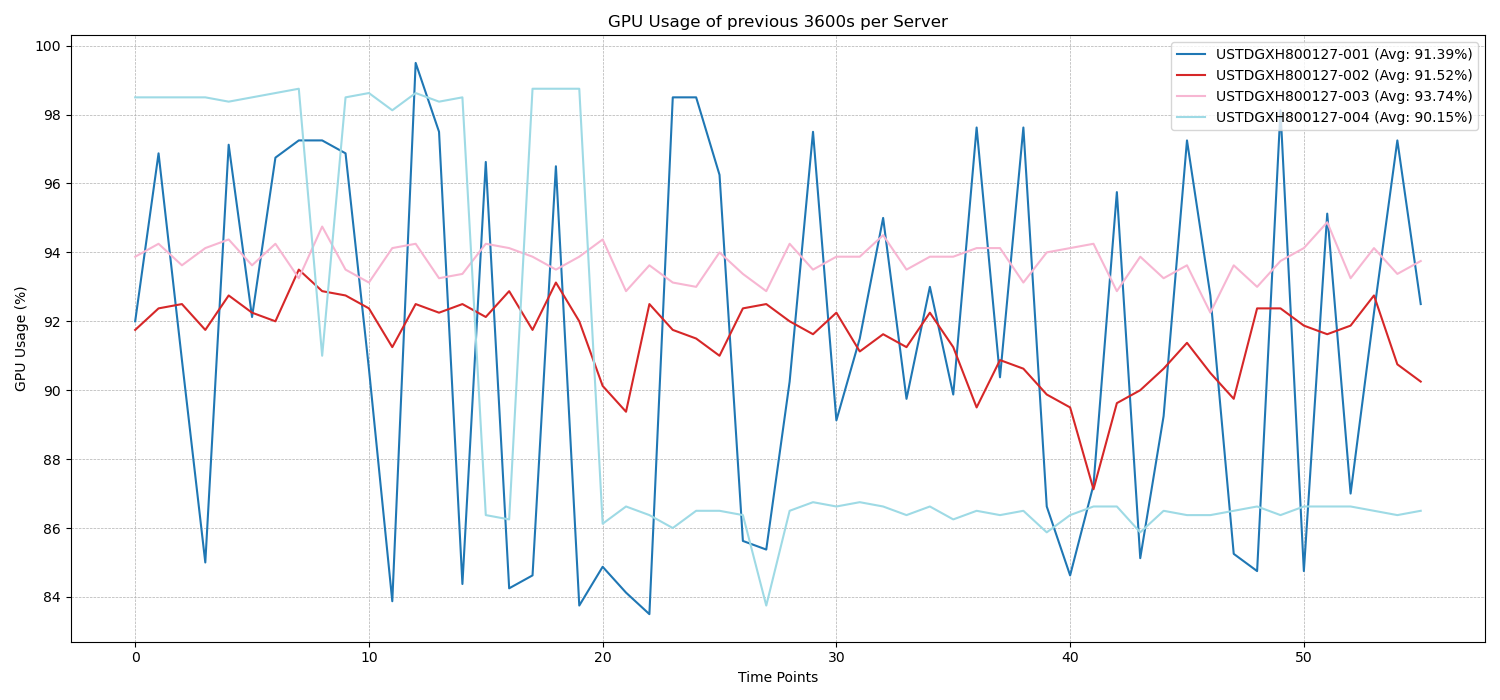 GPU Usage of previous 3600s per Server
USTDGXH800127-001 (Avg: 91.39%)
USTDGXH800127-002 (Avg: 91.52%)
USTDGXH800127-003 (Avg: 93.74%)
USTDGXH800127-004 (Avg: 90.15%)
GPU Usage (%)
100
98
96
94
92
90
88
86
84
0 10 20 30 40 50
Time Points